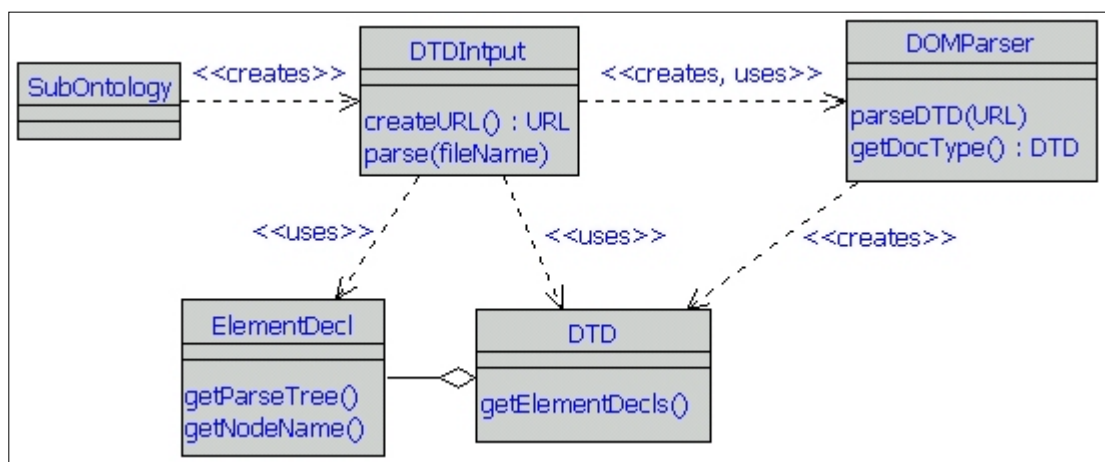 DTDIntput
DOMParser
SubOntology
<<creates>>
<<creates, uses>>
createURL() : URL
parse(fileName)
parseDTD(URL)
getDocType() : DTD
<<uses>>
<<uses>>
<<creates>>
ElementDecl
DTD
getParseTree()
getNodeName()
getElementDecls()